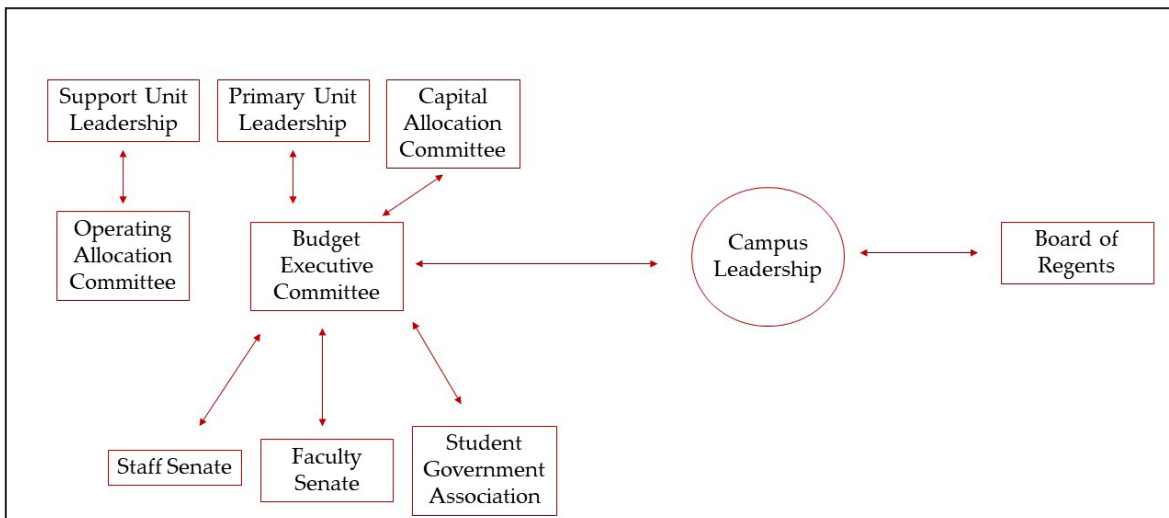 Support Unit
Leadership
Primary Unit
Leadership
Capital
Allocation
Committee
Operating
Allocation
Committee
Budget
Executive
Committee
Campus
Leadership
Board of
Regents
Staff Senate
Faculty
Senate
Student
Government
Association